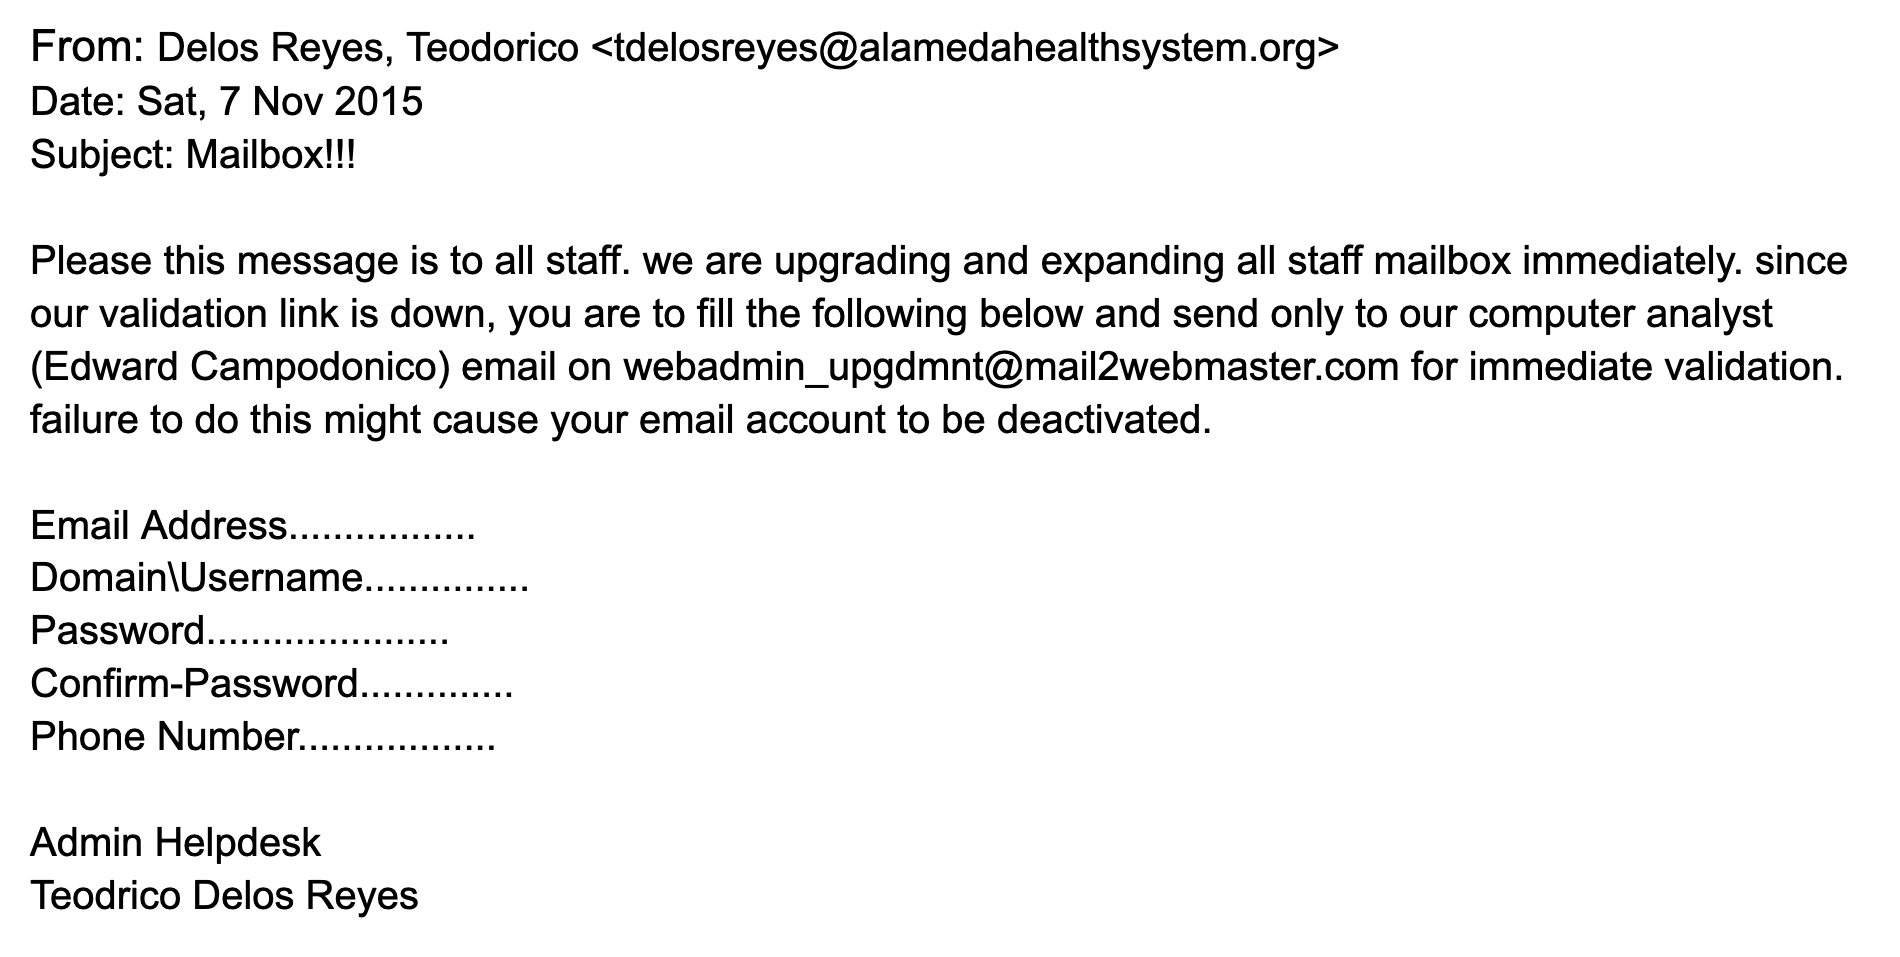 From: Delos Reyes, Teodorico <tdelosreyes@alamedahealthsystem.org>
Date: Sat, 7 Nov 2015
Subject: Mailbox!!!
Please this message is to all staff. we are upgrading and expanding all staff mailbox immediately. since
our validation link is down, you are to fill the following below and send only to our computer analyst
(Edward Campodonico) email on webadmin_upgdmnt@mail2webmaster.com for immediate validation.
failure to do this might cause your email account to be deactivated.
Email Address.................
Domain\Username...............
Password......................
Confirm-Password..............
Phone Number..................
Admin Helpdesk
Teodrico Delos Reyes